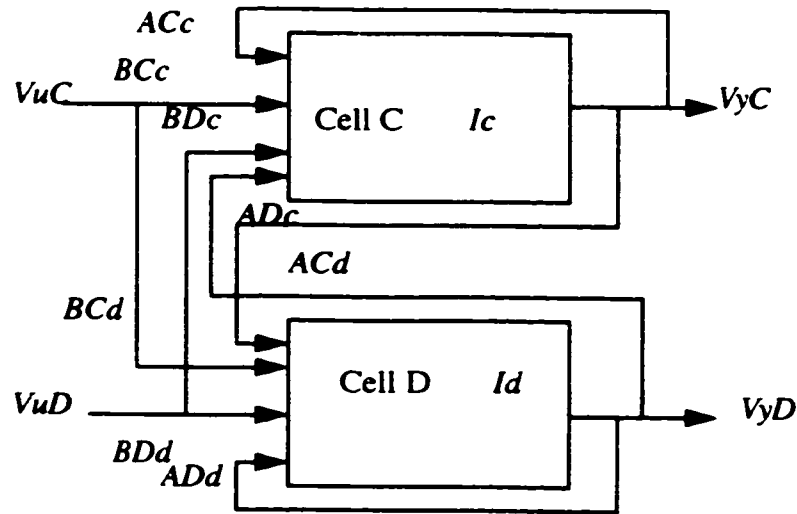 ACc
BCc
VuC
BDc
Cell C Ic
VyC
ADc
ACd
BCd
Cell D Id
VuD
VyD
BDd
ADd